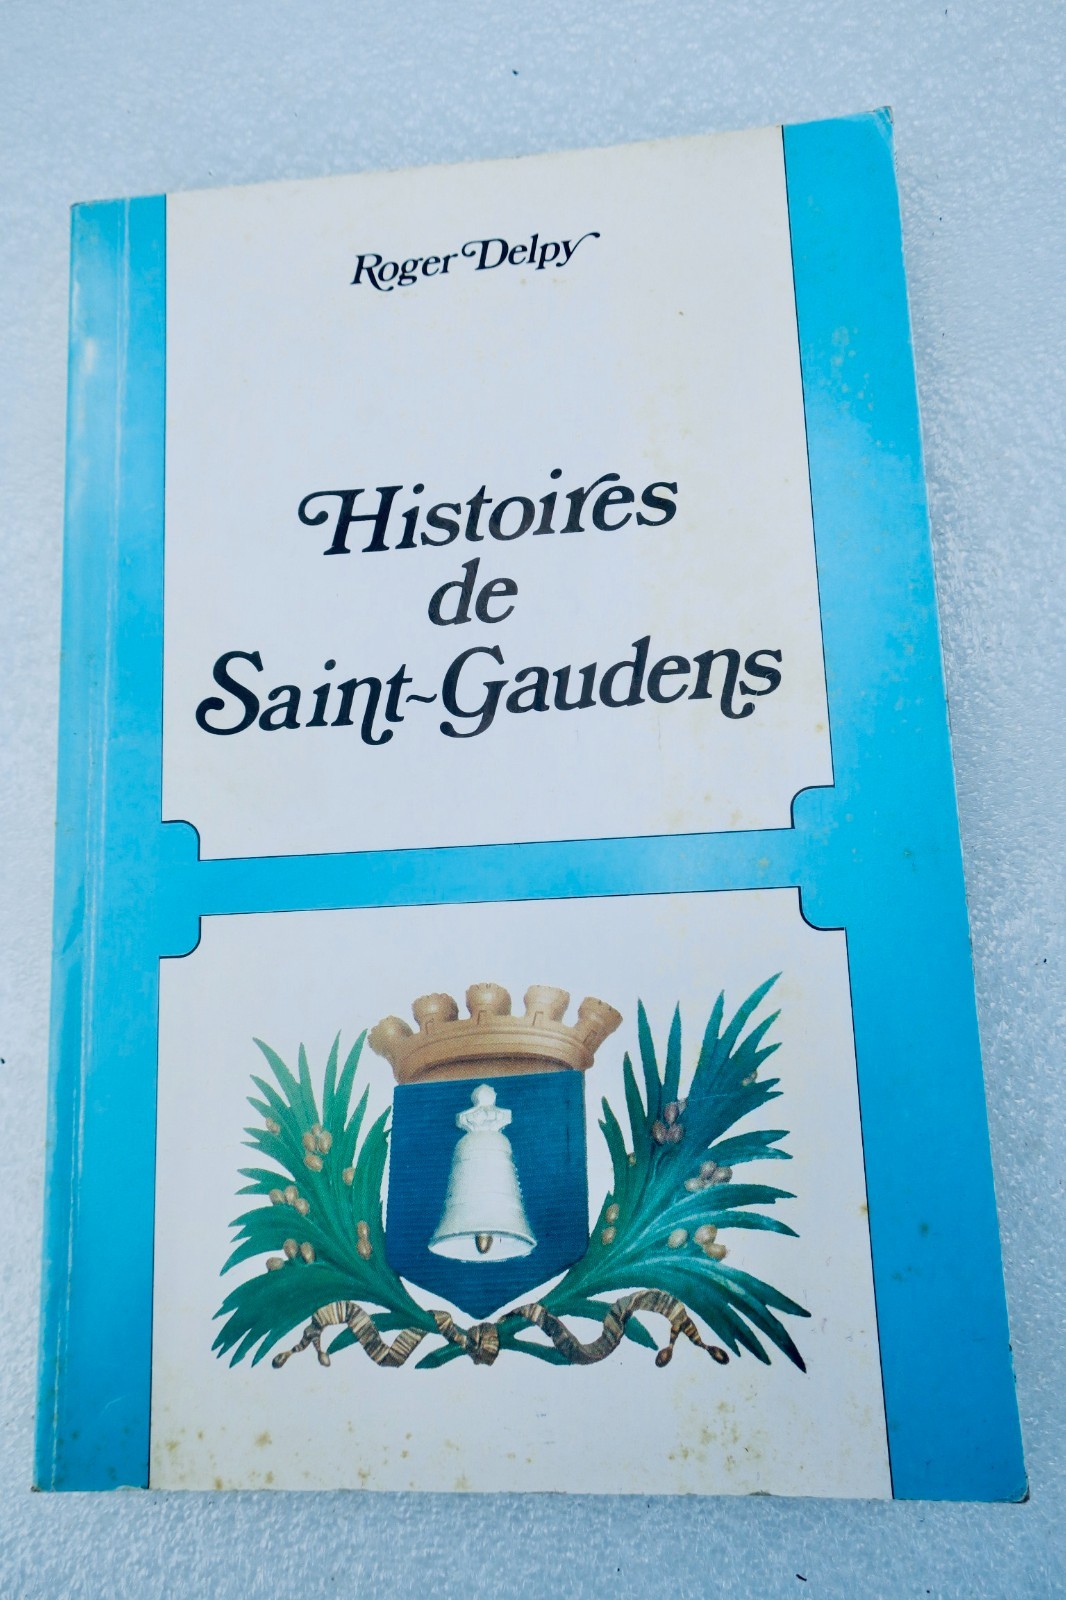 Roger Delpy
Histoires
de
Saint-Gaudens